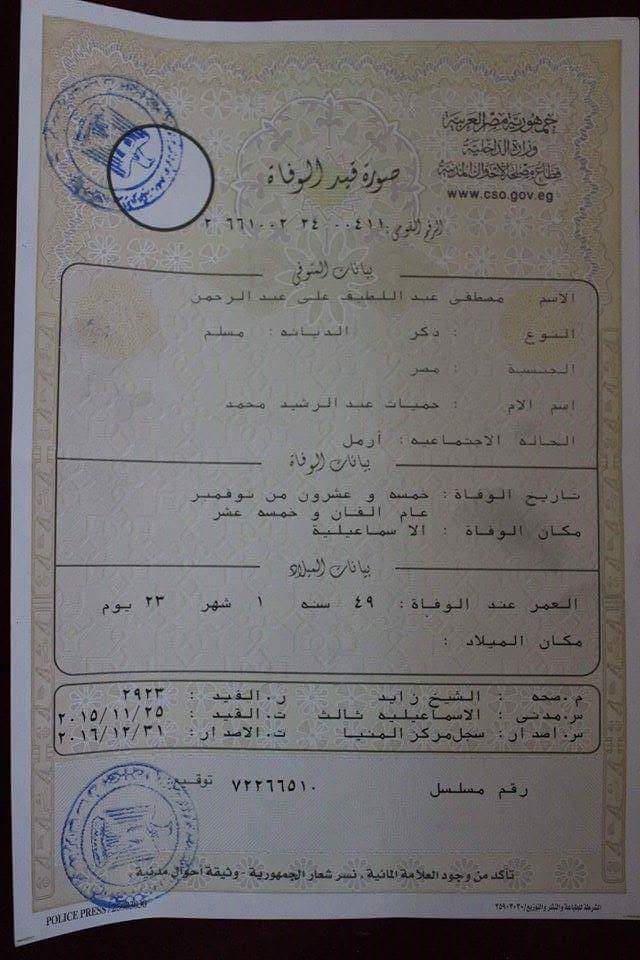 جمهورية مصر العربية
وزارة الداخلية
قطاع مصلحة الأحوال المدنية
www.cso.gov.eg
صورة قيد الوفاة
الرقم القومي:
بيانات المتوفى
الاسم مصطفى عبد اللطيف على عبد الرحمن
النوع : ذكر الديانه : مسلم
الجنسية : مصر
اسم الام : حميات عبد الرشيد محمد
الحاله الاجتماعيه : أرمل
بيانات الوفاة
تاريخ الوفاة : خمسه و عشرون من نوفمبر
عام الفان و خمسه عشر
مكان الوفاة : الاسماعيلية
بيانات الميلاد
العمر عند الوفاة : ٤٩ سنه ١ شهر ٢٣ يوم
مكان الميلاد :
م.صحه : الشيخ زايد ر.القيد : ٢٩٢٣
س.مدنى : الاسماعيليه ثالث ت.القيد : ٢٠١٥/١١/٢٥
س.اصدار : سجل مركز المنيا ت.الاصدار : ٢٠١٦/١٢/٣١
رقم مسلسل ٧٢٢٦٦٥١٠ توقيع:
تأكد من وجود العلامة المائية ، نسر شعار الجمهورية - وثيقة أحوال مدنية .
POLICE PRESS /
الشرطة للطباعة والنشر والتوزيع/٢٥٩٠٣٠٣٠